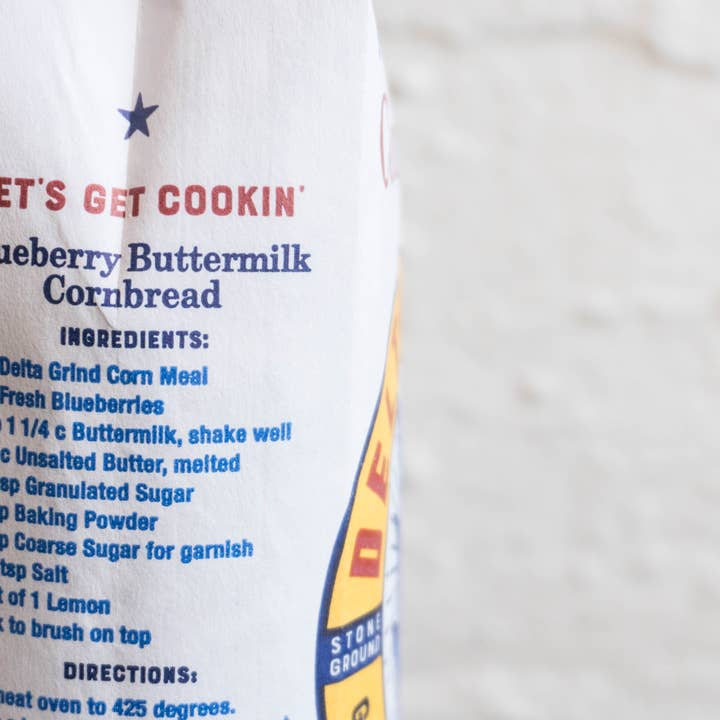 ET'S GET COOKIN'
ueberry Buttermilk
Cornbread
INGREDIENTS:
Delta Grind Corn Meal
Fresh Blueberries
1 1/4 c Buttermilk, shake well
c Unsalted Butter, melted
sp Granulated Sugar
p Baking Powder
p Coarse Sugar for garnish
tsp Salt
t of 1 Lemon
to brush on top
DIRECTIONS:
heat oven to 425 degrees.
DEL
STONE
GROUND
G